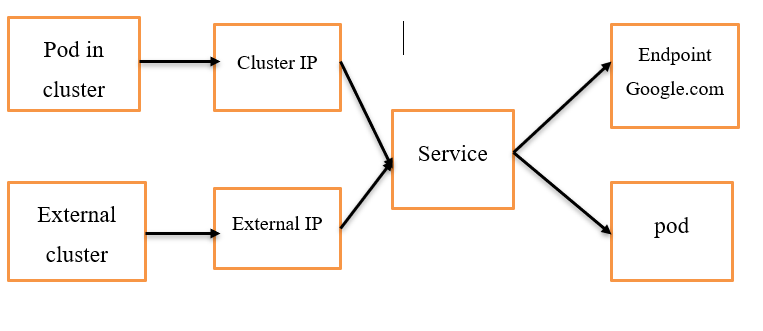 Pod in
cluster
Cluster IP
Endpoint
Google.com
Service
External
cluster
External IP
pod